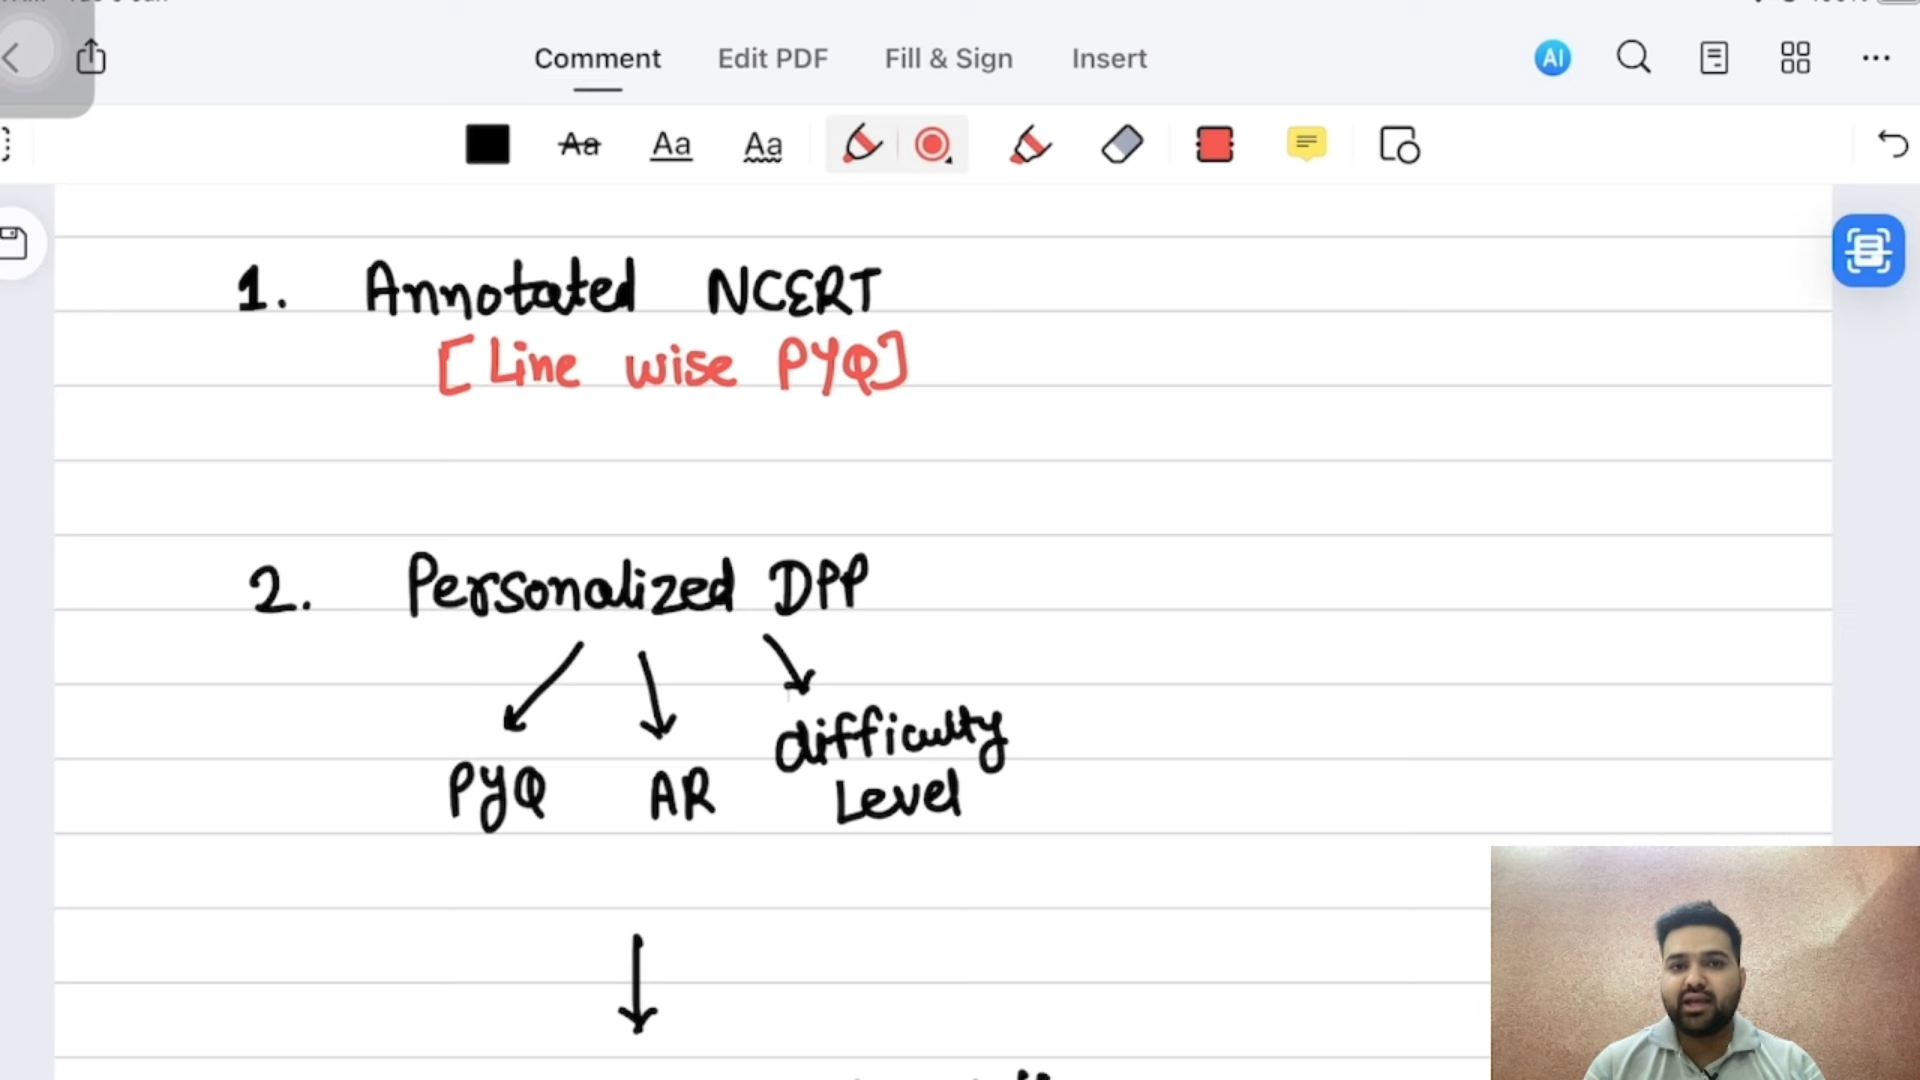 Comment Edit PDF Fill & Sign Insert AI
Aa Aa Aa
1. Annotated NCERT
[Line wise PYQ]
2. Personalized DPP
PYQ AR difficulty
Level